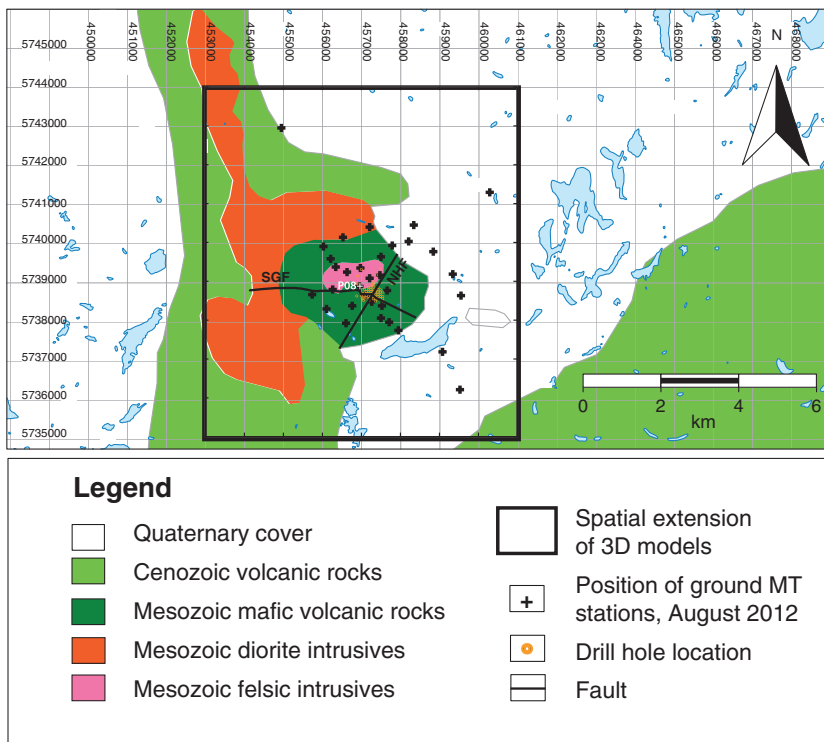 450000
451000
452000
453000
454000
455000
456000
457000
458000
459000
460000
461000
462000
463000
464000
465000
466000
467000
468000
5745000
5744000
5743000
5742000
5741000
5740000
5739000
5738000
5737000
5736000
5735000
N
SGF
P08
NHF
0 2 4 6
km
Legend
Quaternary cover
Cenozoic volcanic rocks
Mesozoic mafic volcanic rocks
Mesozoic diorite intrusives
Mesozoic felsic intrusives
Spatial extension
of 3D models
Position of ground MT
stations, August 2012
Drill hole location
Fault